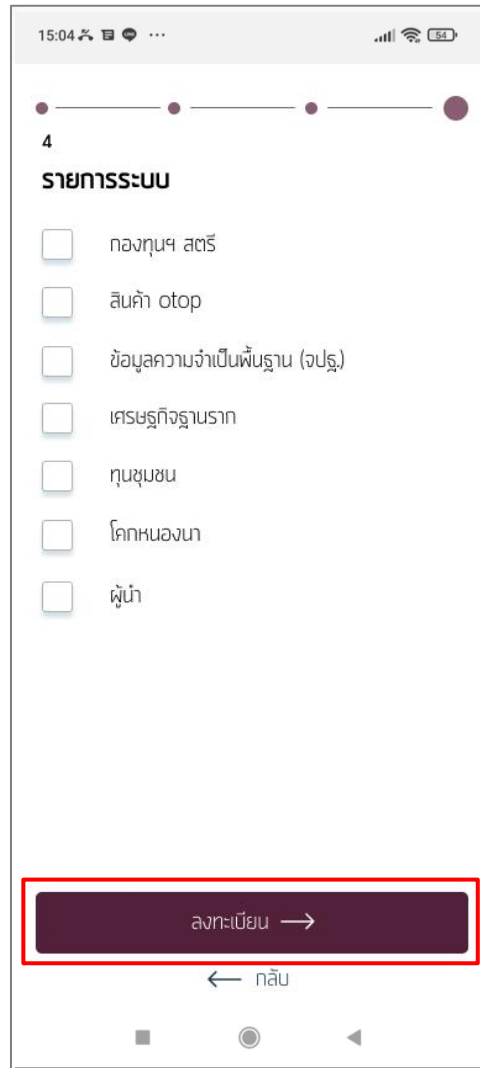 15:04 ... 54
4
รายการระบบ
กองทุนฯ สตรี
สินค้า otop
ข้อมูลความจำเป็นพื้นฐาน (จปฐ.)
เศรษฐกิจฐานราก
ทุนชุมชน
โคกหนองนา
ผู้นำ
ลงทะเบียน →
← กลับ